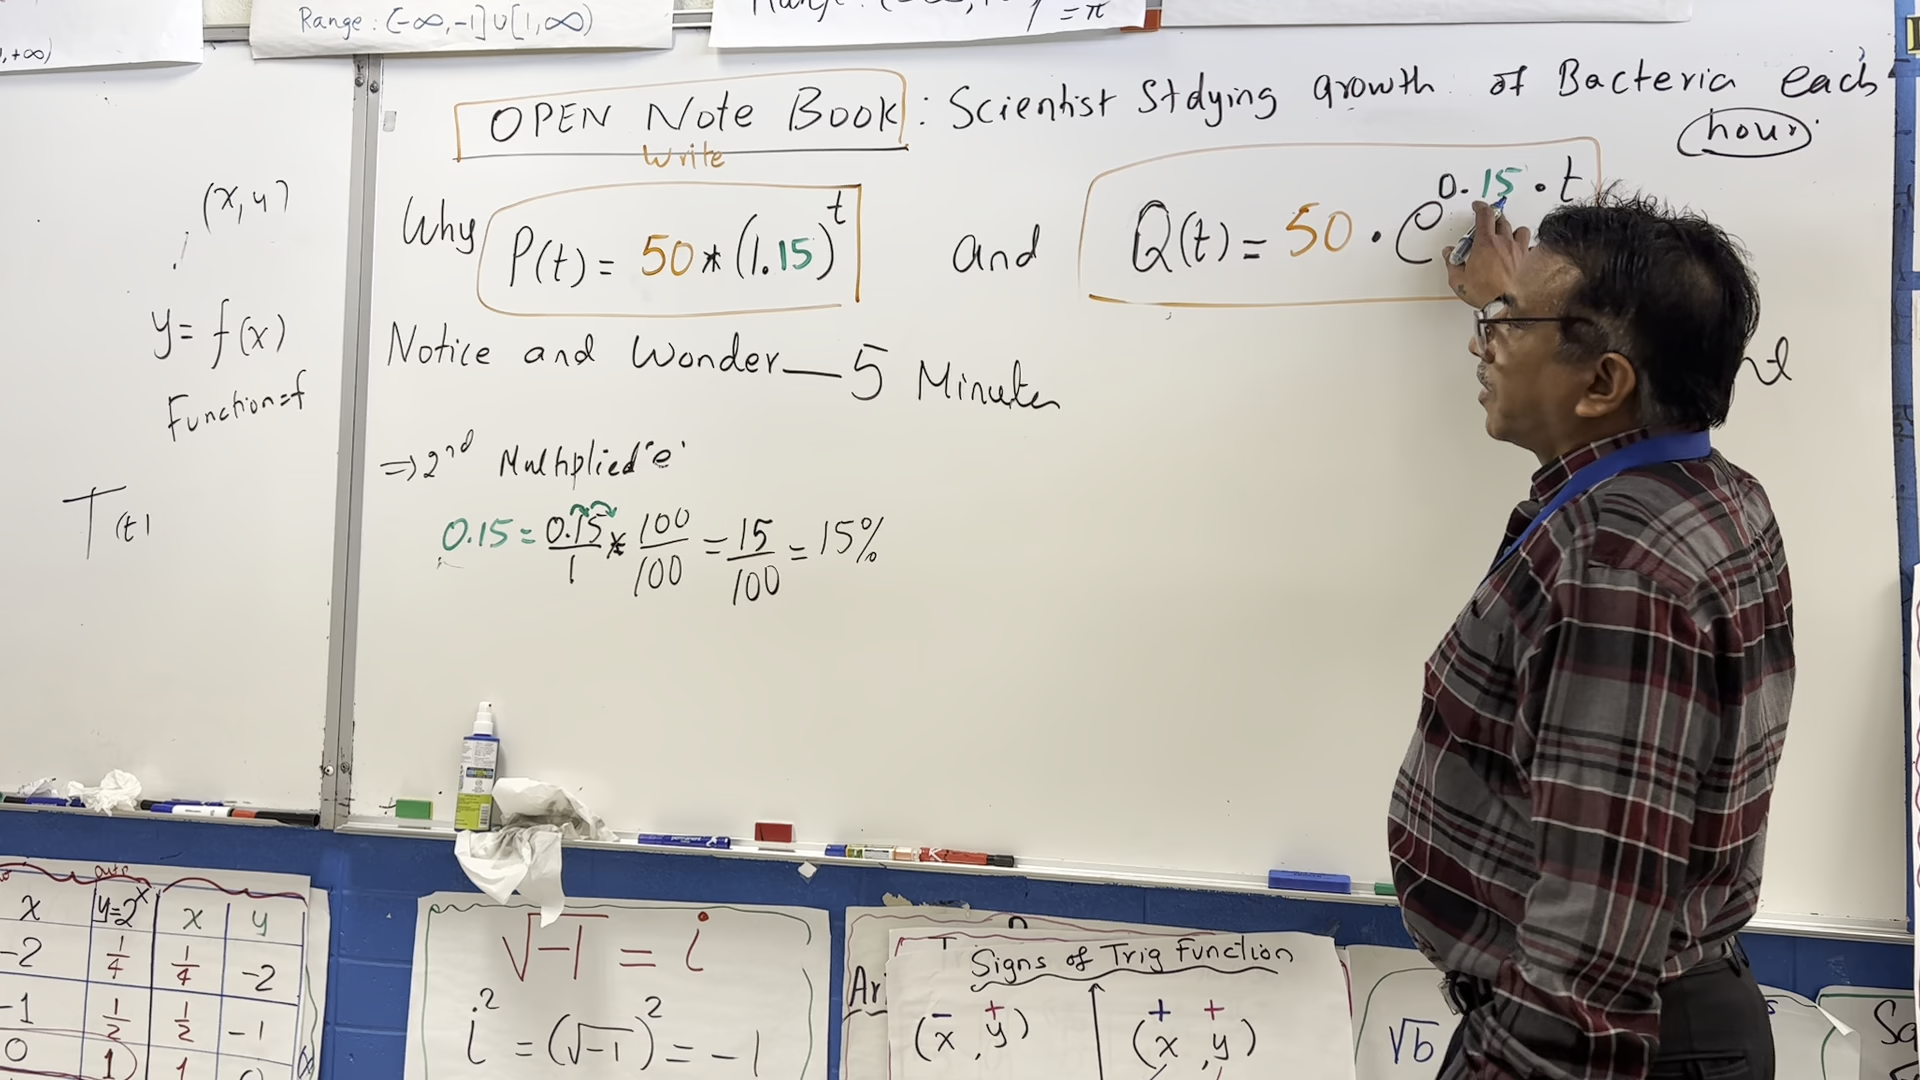 Range: (-∞,-1]∪[1,∞)
=π
,+∞)
OPEN Note Book: Scientist Stdying growth of Bacteria each
hour
Write
Why P(t) = 50*(1.15)^t and Q(t) = 50·e^0.15·t
(x,y)
y= f(x)
Function=f
T(t)
Notice and Wonder—5 Minutes
⇒2nd Multiplied 'e'
0.15 = 0.15/1 * 100/100 = 15/100 = 15%
x y=2^x x y
-2 1/4 1/4 -2
-1 1/2 1/2 -1
0 1 1
√-1 = i
i² = (√-1)² = -1
Ar
Signs of Trig Function
- + + +
(x,y) (x,y)
√b